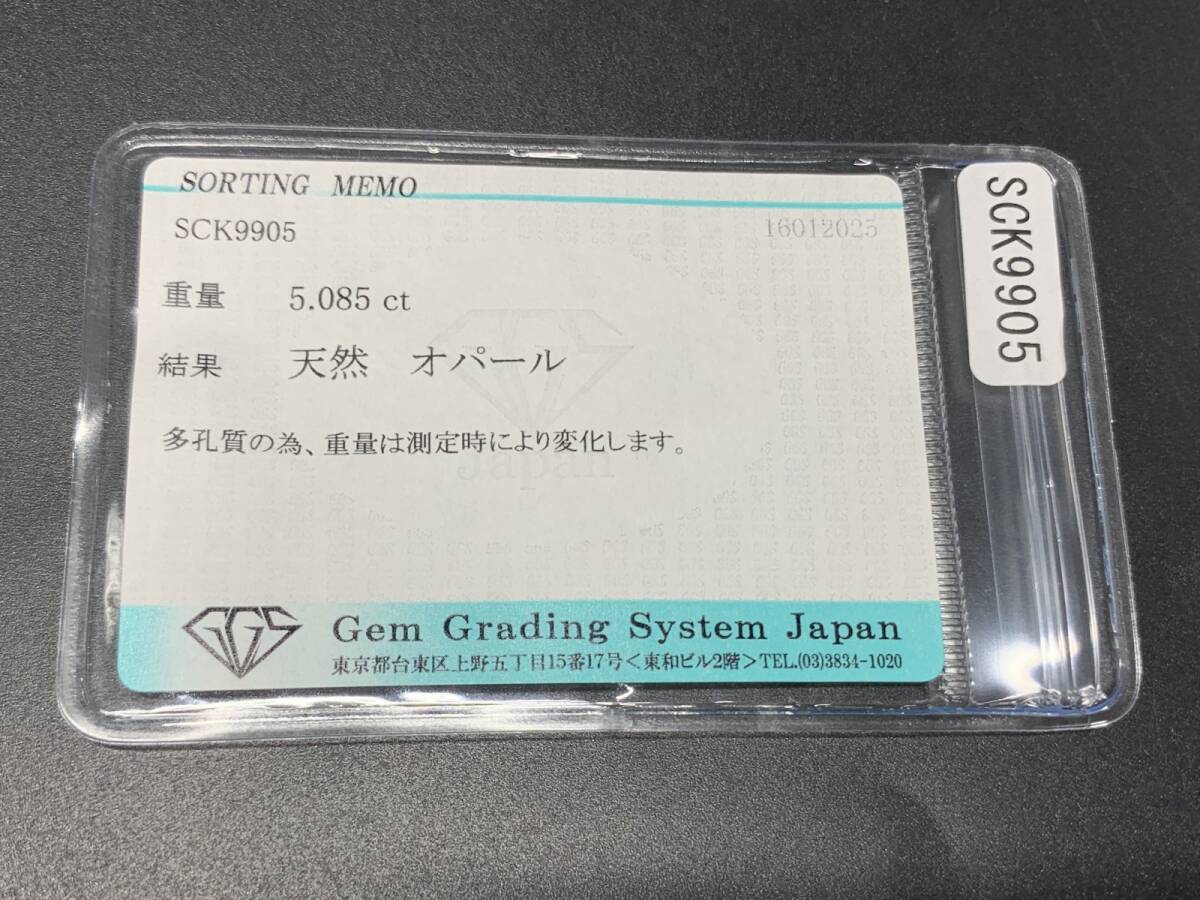 SORTING MEMO
SCK9905 16012025
重量 5.085 ct
結果 天然 オパール
多孔質の為、重量は測定時により変化します。
Japan
GGS Gem Grading System Japan
東京都台東区上野五丁目15番17号＜東和ビル2階＞TEL.(03)3834-1020
SCK9905